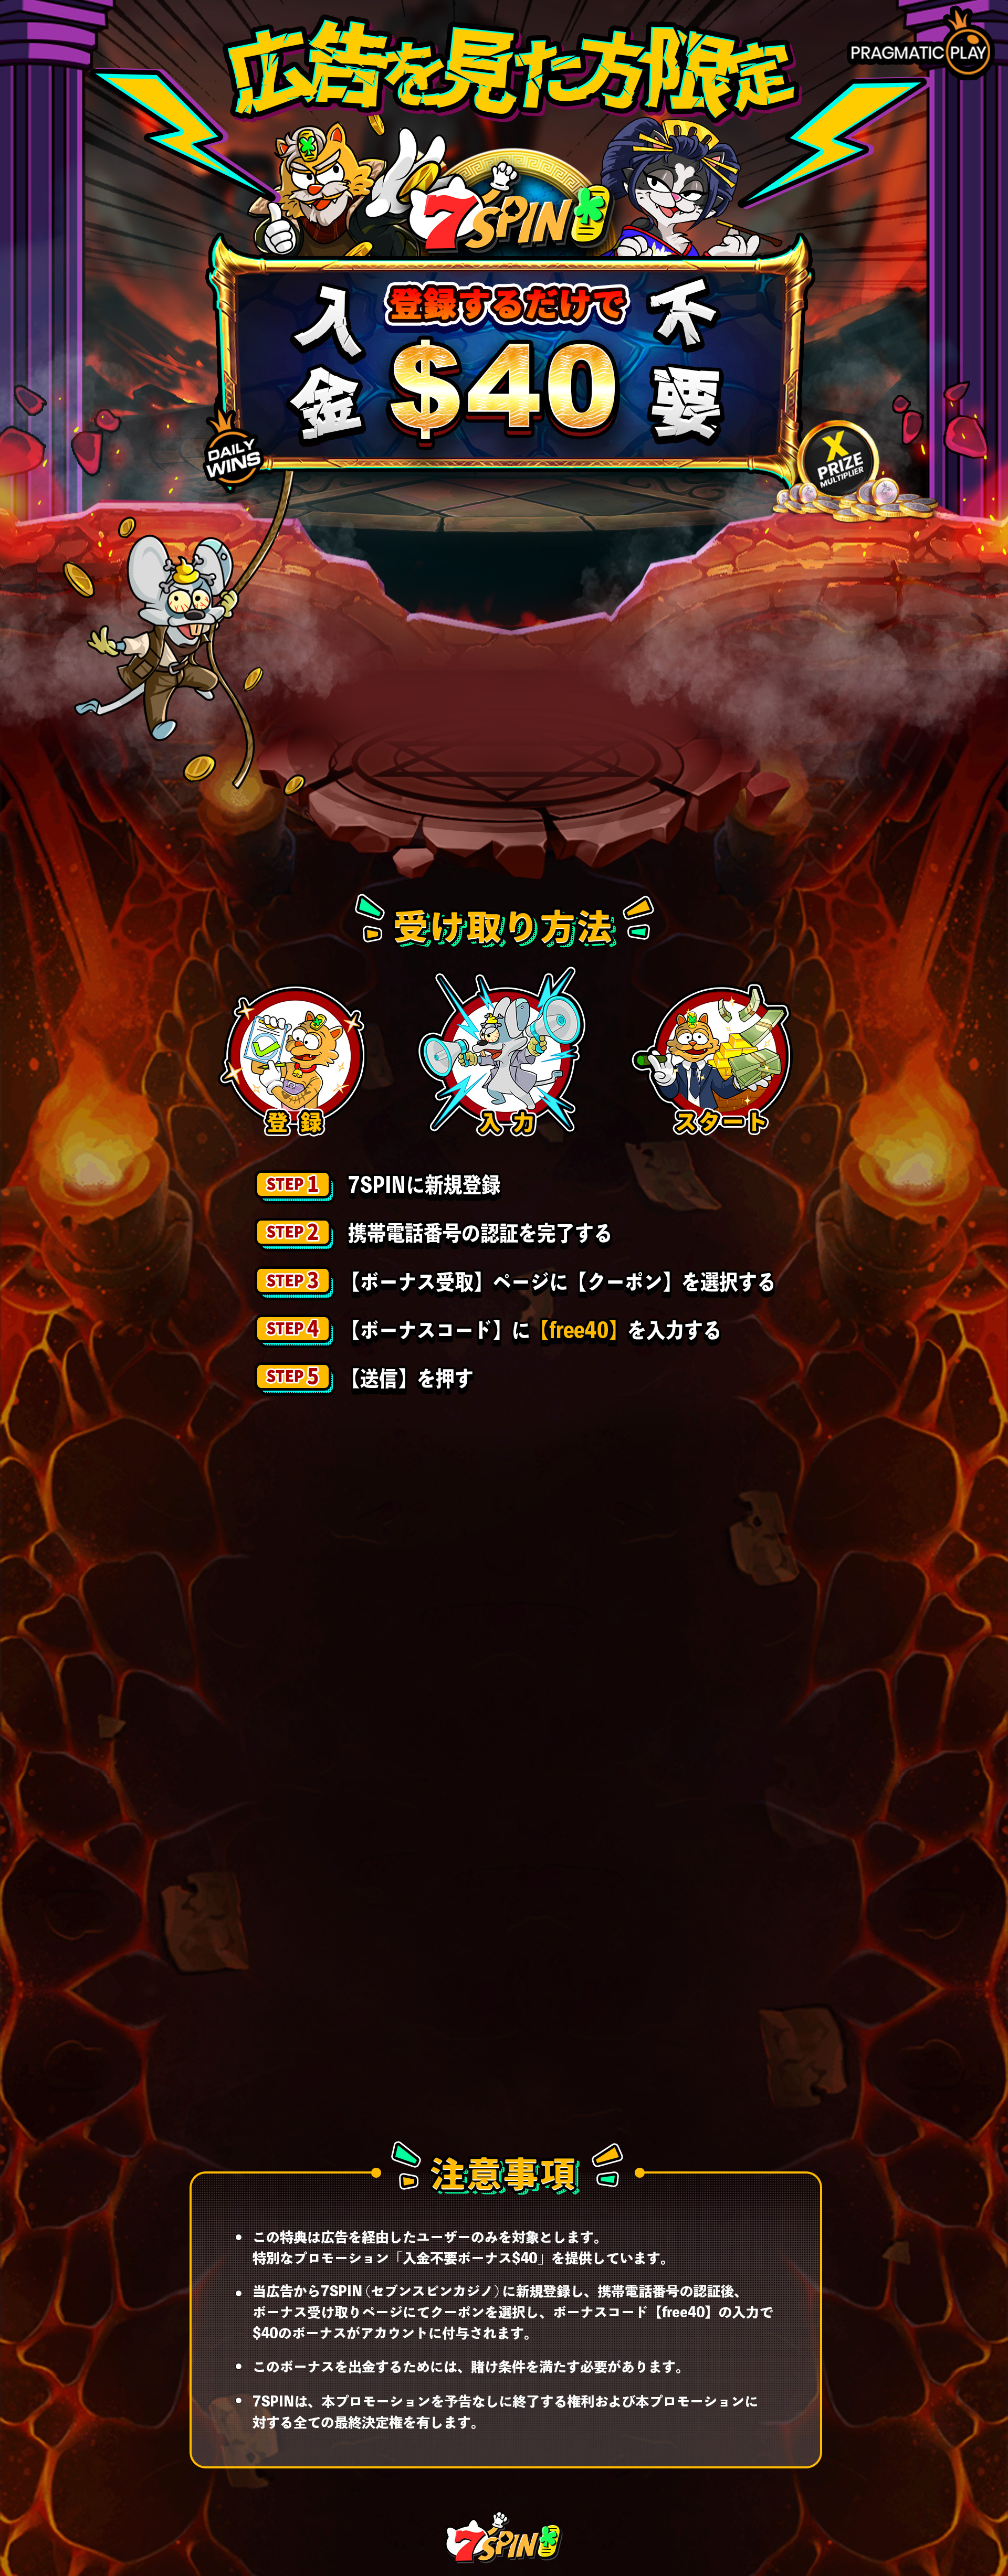 広告を見た方限定
PRAGMATIC PLAY
7SPIN
登録するだけで
入金
$40
不要
DAILY
WINS
X
PRIZE
MULTIPLIER
受け取り方法
登録
入力
スタート
STEP 1 7SPINに新規登録
STEP 2 携帯電話番号の認証を完了する
STEP 3 【ボーナス受取】ページに【クーポン】を選択する
STEP 4 【ボーナスコード】に【free40】を入力する
STEP 5 【送信】を押す
注意事項
● この特典は広告を経由したユーザーのみを対象とします。
特別なプロモーション「入金不要ボーナス$40」を提供しています。
● 当広告から7SPIN（セブンスピンカジノ）に新規登録し、携帯電話番号の認証後、
ボーナス受け取りページにてクーポンを選択し、ボーナスコード【free40】の入力で
$40のボーナスがアカウントに付与されます。
● このボーナスを出金するためには、賭け条件を満たす必要があります。
● 7SPINは、本プロモーションを予告なしに終了する権利および本プロモーションに
対する全ての最終決定権を有します。
7SPIN